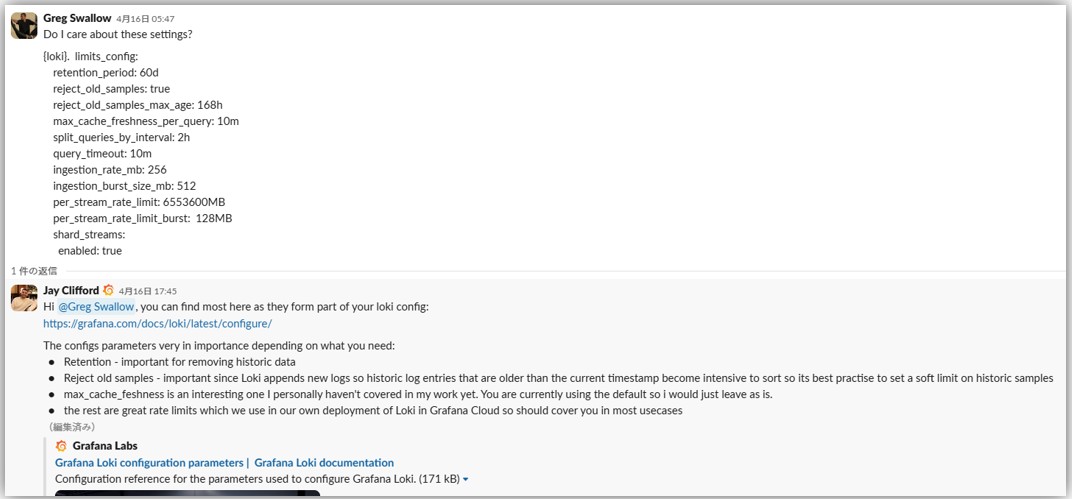 Greg Swallow 4月16日 05:47
Do I care about these settings?
{loki}. limits_config:
retention_period: 60d
reject_old_samples: true
reject_old_samples_max_age: 168h
max_cache_freshness_per_query: 10m
split_queries_by_interval: 2h
query_timeout: 10m
ingestion_rate_mb: 256
ingestion_burst_size_mb: 512
per_stream_rate_limit: 6553600MB
per_stream_rate_limit_burst: 128MB
shard_streams:
enabled: true
1 件の返信
Jay Clifford 4月16日 17:45
Hi @Greg Swallow, you can find most here as they form part of your loki config:
https://grafana.com/docs/loki/latest/configure/
The configs parameters very in importance depending on what you need:
• Retention - important for removing historic data
• Reject old samples - important since Loki appends new logs so historic log entries that are older than the current timestamp become intensive to sort so its best practise to set a soft limit on historic samples
• max_cache_feshness is an interesting one I personally haven't covered in my work yet. You are currently using the default so i would just leave as is.
• the rest are great rate limits which we use in our own deployment of Loki in Grafana Cloud so should cover you in most usecases
（編集済み）
Grafana Labs
Grafana Loki configuration parameters | Grafana Loki documentation
Configuration reference for the parameters used to configure Grafana Loki. (171 kB)